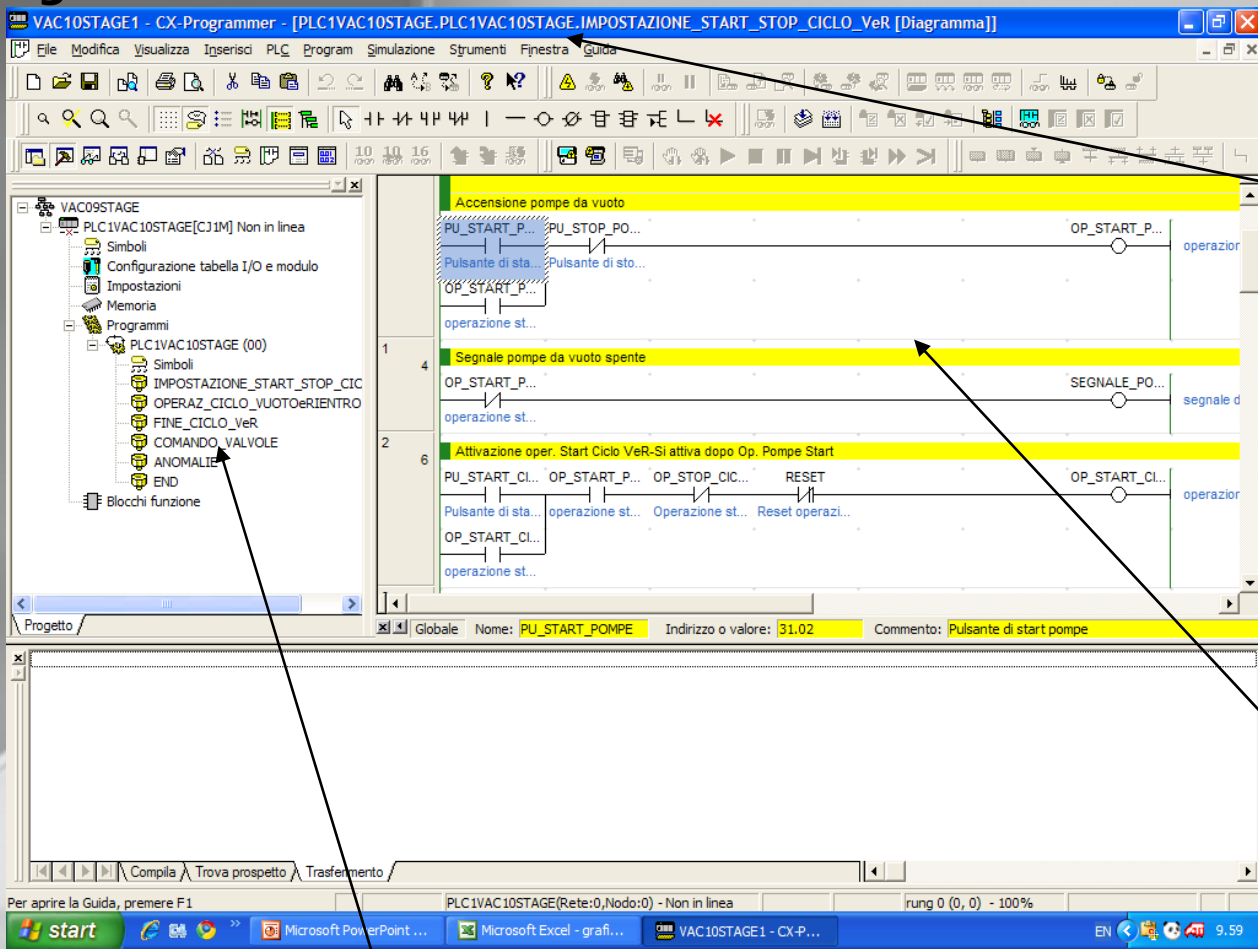 VAC10STAGE1 - CX-Programmer - [PLC1VAC10STAGE.PLC1VAC10STAGE.IMPOSTAZIONE_START_STOP_CICLO_VeR [Diagramma]]
File Modifica Visualizza Inserisci PLC Program Simulazione Strumenti Finestra Guida
10 10 16
VAC09STAGE
PLC1VAC10STAGE[CJ1M] Non in linea
Simboli
Configurazione tabella I/O e modulo
Impostazioni
Memoria
Programmi
PLC1VAC10STAGE (00)
Simboli
IMPOSTAZIONE_START_STOP_CIC
OPERAZ_CICLO_VUOTOeRIENTRO
FINE_CICLO_VeR
COMANDO_VALVOLE
ANOMALIE
END
Blocchi funzione
Progetto
Accensione pompe da vuoto
PU_START_P... PU_STOP_PO... OP_START_P...
operazior
Pulsante di sta... Pulsante di sto...
OP_START_P...
operazione st...
1
4
Segnale pompe da vuoto spente
OP_START_P... SEGNALE_PO...
segnale d
operazione st...
2
6
Attivazione oper. Start Ciclo VeR-Si attiva dopo Op. Pompe Start
PU_START_CI... OP_START_P... OP_STOP_CIC... RESET OP_START_CI...
operazior
Pulsante di sta... operazione st... Operazione st... Reset operazi...
OP_START_CI...
operazione st...
Globale Nome: PU_START_POMPE Indirizzo o valore: 31.02 Commento: Pulsante di start pompe
Compila Trova prospetto Trasferimento
Per aprire la Guida, premere F1 PLC1VAC10STAGE(Rete:0,Nodo:0) - Non in linea rung 0 (0, 0) - 100%
start Microsoft PowerPoint ... Microsoft Excel - grafi... VAC10STAGE1 - CX-P... EN 9.59